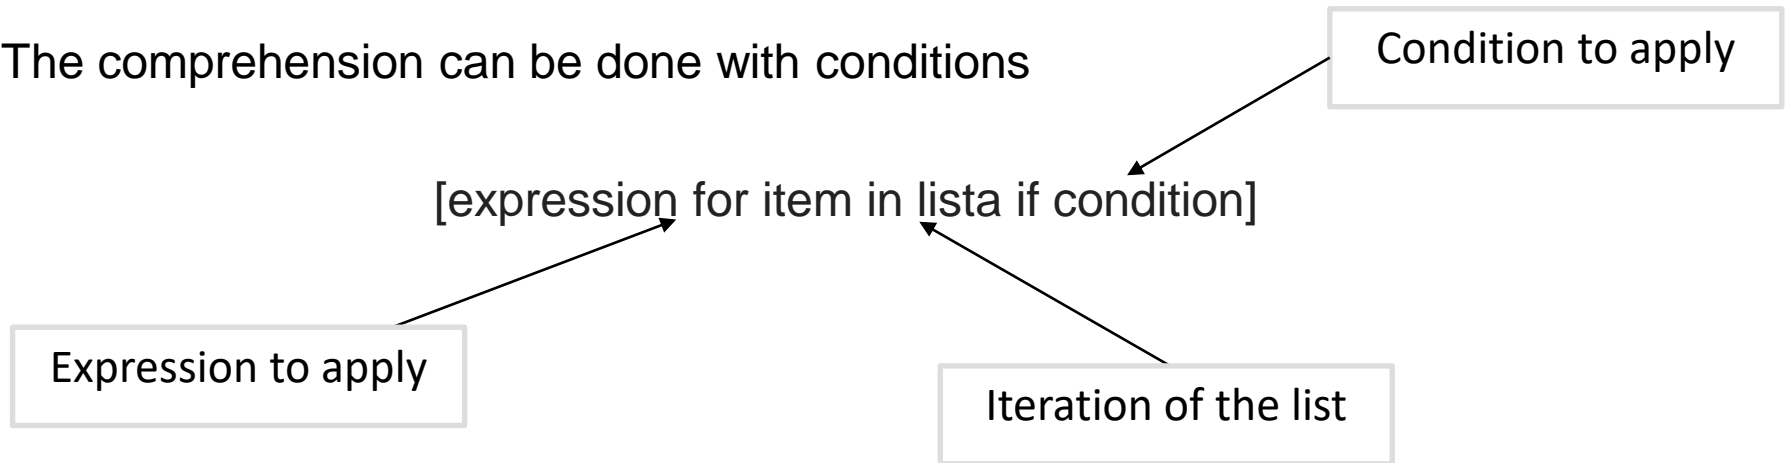 The comprehension can be done with conditions
Condition to apply
[expression for item in lista if condition]
Expression to apply
Iteration of the list